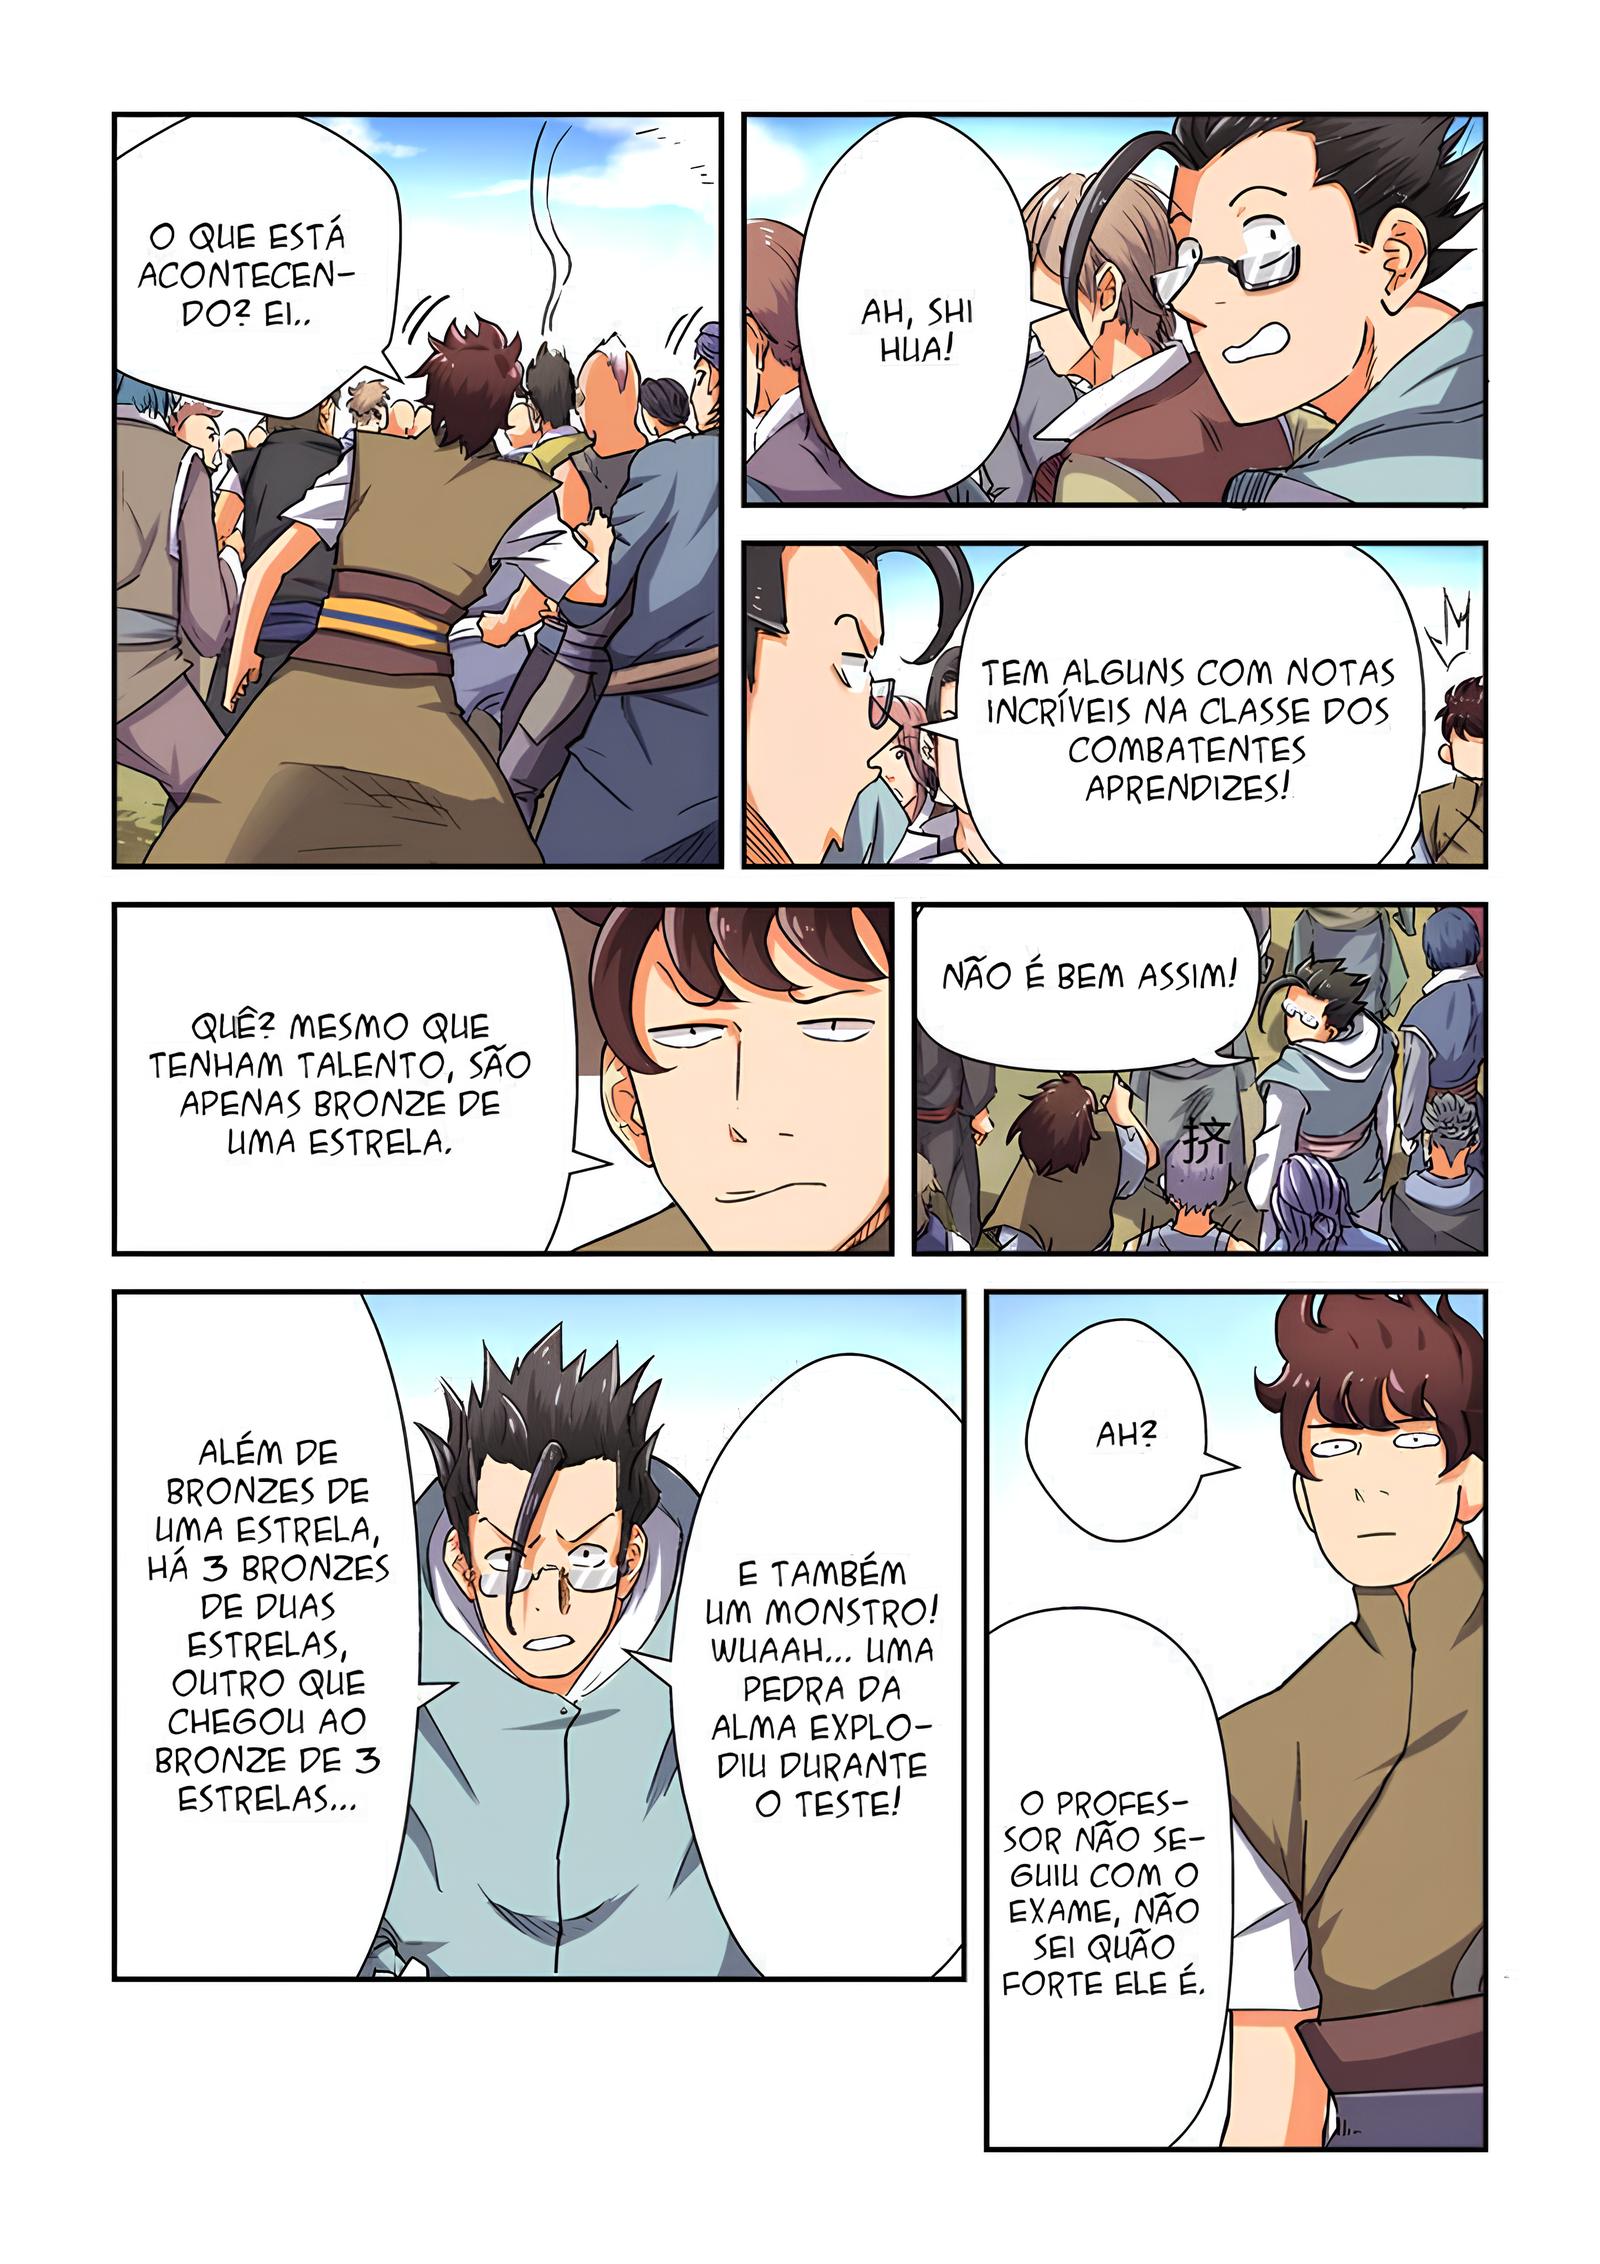 O QUE ESTÁ
ACONTECEN-
DO? EI..
AH, SHI
HUA!
TEM ALGUNS COM NOTAS
INCRÍVEIS NA CLASSE DOS
COMBATENTES
APRENDIZES!
QUÊ? MESMO QUE
TENHAM TALENTO, SÃO
APENAS BRONZE DE
UMA ESTRELA.
NÃO É BEM ASSIM!
挤
ALÉM DE
BRONZES DE
UMA ESTRELA,
HÁ 3 BRONZES
DE DUAS
ESTRELAS,
OUTRO QUE
CHEGOU AO
BRONZE DE 3
ESTRELAS...
E TAMBÉM
UM MONSTRO!
WUAAH... UMA
PEDRA DA
ALMA EXPLO-
DIU DURANTE
O TESTE!
AH?
O PROFES-
SOR NÃO SE-
GUIU COM O
EXAME, NÃO
SEI QUÃO
FORTE ELE É.